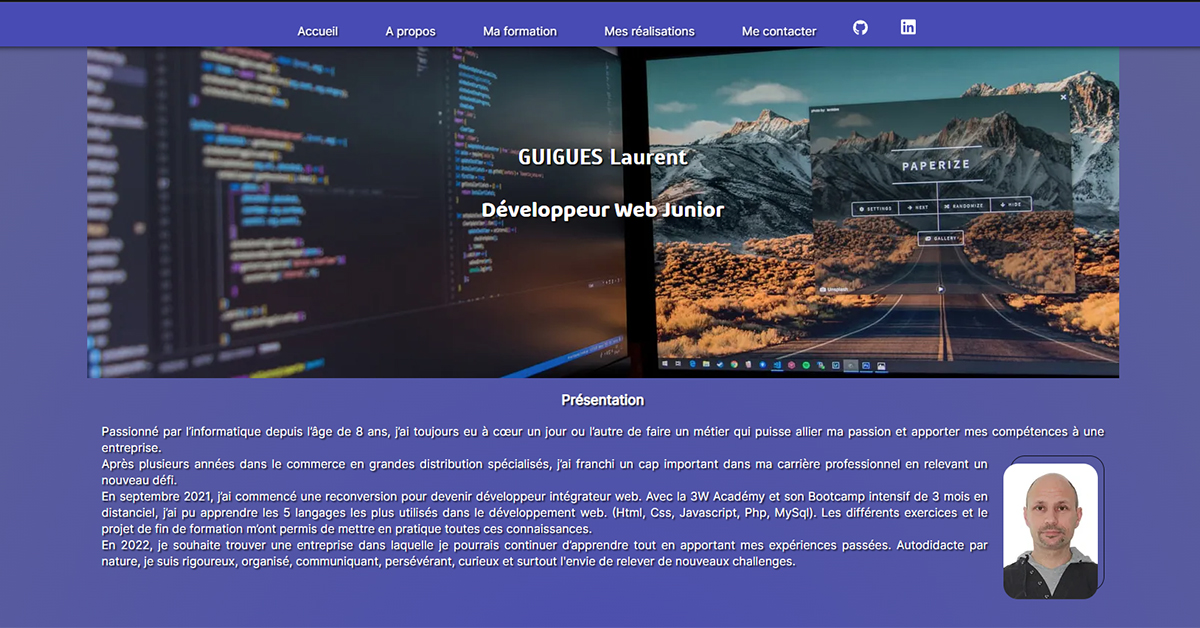 Accueil
A propos
Ma formation
Mes réalisations
Me contacter
GUIGUES Laurent
Développeur Web Junior
PAPERIZE
SETTINGS
NEXT
RANDOMIZE
HIDE
GALLERY
Unsplash
Présentation
Passionné par l’informatique depuis l’âge de 8 ans, j’ai toujours eu à cœur un jour ou l’autre de faire un métier qui puisse allier ma passion et apporter mes compétences à une
entreprise.
Après plusieurs années dans le commerce en grandes distribution spécialisés, j’ai franchi un cap important dans ma carrière professionnel en relevant un
nouveau défi.
En septembre 2021, j’ai commencé une reconversion pour devenir développeur intégrateur web. Avec la 3W Académy et son Bootcamp intensif de 3 mois en
distanciel, j’ai pu apprendre les 5 langages les plus utilisés dans le développement web. (Html, Css, Javascript, Php, MySql). Les différents exercices et le
projet de fin de formation m’ont permis de mettre en pratique toutes ces connaissances.
En 2022, je souhaite trouver une entreprise dans laquelle je pourrais continuer d’apprendre tout en apportant mes expériences passées. Autodidacte par
nature, je suis rigoureux, organisé, communiquant, persévérant, curieux et surtout l'envie de relever de nouveaux challenges.